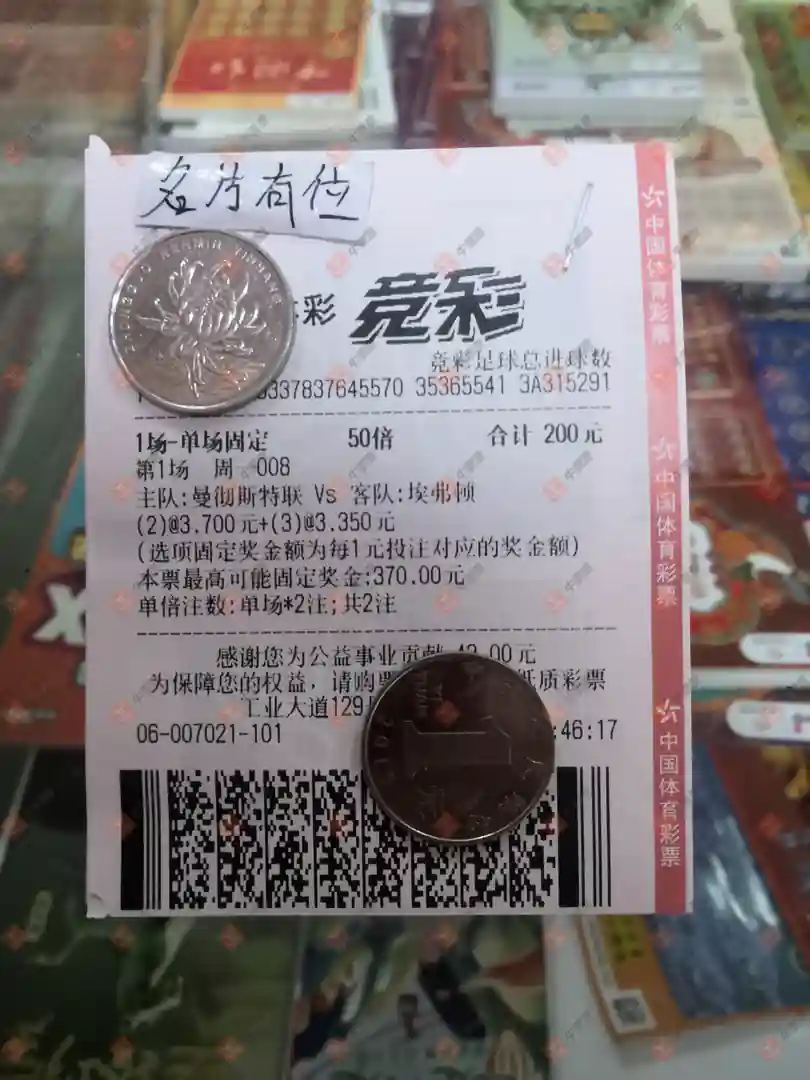 名片有位
彩 竞彩
竞彩足球总进球数
337837645570 35365541 3A315291
1场-单场固定 50倍 合计 200元
第1场 周 008
主队:曼彻斯特联 Vs 客队:埃弗顿
(2)@3.700元+(3)@3.350元
(选项固定奖金额为每1元投注对应的奖金额)
本票最高可能固定奖金:370.00元
单倍注数:单场*2注;共2注
感谢您为公益事业贡献 42.00元
为保障您的权益，请购 纸质彩票
工业大道129
06-007021-101 :46:17
中国体育彩票
中国体育彩票
中国体育彩票